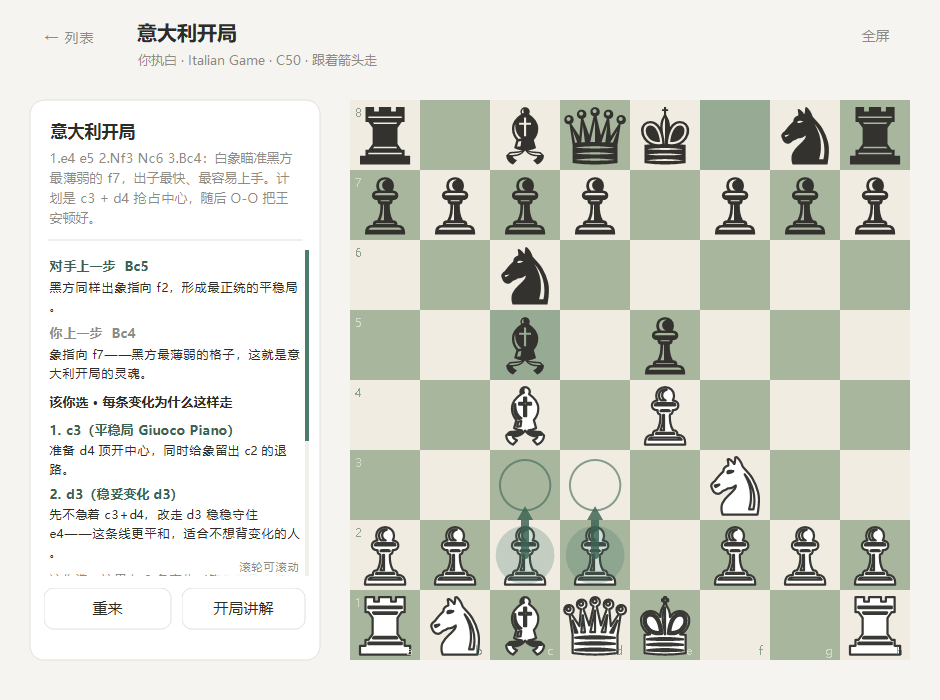 ← 列表
意大利开局
你执白 · Italian Game · C50 · 跟着箭头走
全屏
意大利开局
1.e4 e5 2.Nf3 Nc6 3.Bc4：白象瞄准黑方
最薄弱的 f7，出子最快、最容易上手。计
划是 c3 + d4 抢占中心，随后 O-O 把王
安顿好。
对手上一步 Bc5
黑方同样出象指向 f2，形成最正统的平稳局
。
你上一步 Bc4
象指向 f7——黑方最薄弱的格子，这就是意
大利开局的灵魂。
该你选 • 每条变化为什么这样走
1. c3（平稳局 Giuoco Piano）
准备 d4 顶开中心，同时给象留出 c2 的退
路。
2. d3（稳妥变化 d3）
先不急着 c3+d4，改走 d3 稳稳守住
e4——这条线更平和，适合不想背变化的人
。
滚轮可滚动
重来
开局讲解
8
7
6
5
4
3
2
1
c
d
e
f
g